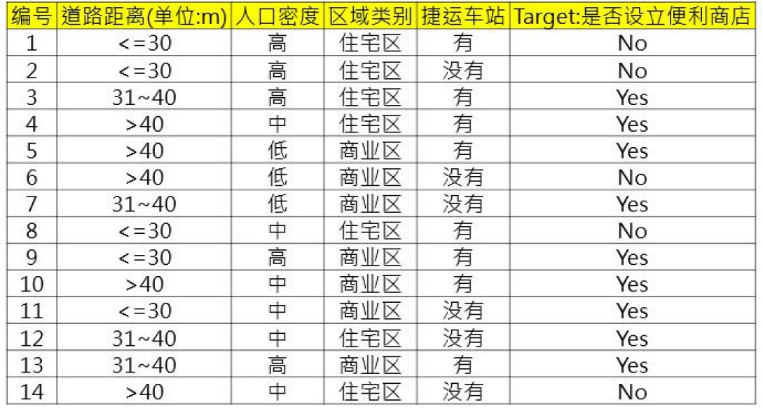 编号 道路距离(单位:m) 人口密度 区域类别 捷运车站 Target:是否设立便利商店
1 <=30 高 住宅区 有 No
2 <=30 高 住宅区 没有 No
3 31~40 高 住宅区 有 Yes
4 >40 中 住宅区 有 Yes
5 >40 低 商业区 有 Yes
6 >40 低 商业区 没有 No
7 31~40 低 商业区 没有 Yes
8 <=30 中 住宅区 有 No
9 <=30 高 商业区 有 Yes
10 >40 中 商业区 有 Yes
11 <=30 中 商业区 没有 Yes
12 31~40 中 住宅区 没有 Yes
13 31~40 高 商业区 有 Yes
14 >40 中 住宅区 没有 No